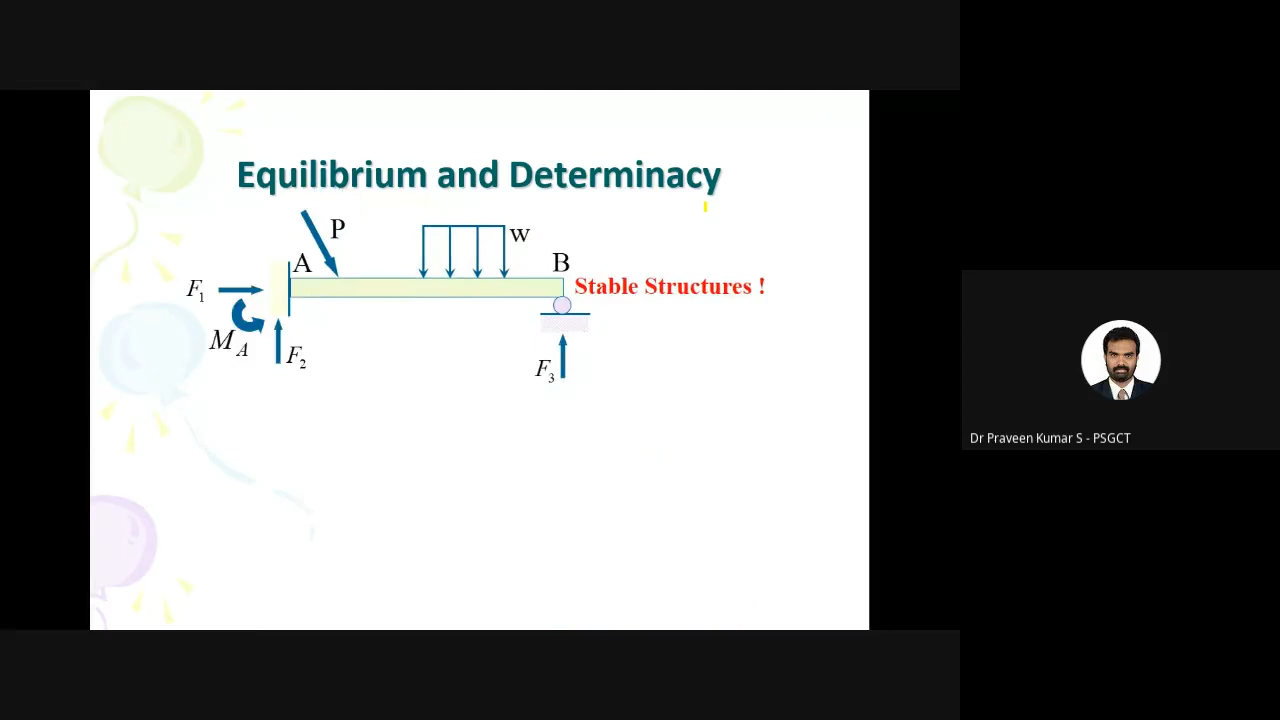 Equilibrium and Determinacy
P
w
A
B
F1
Stable Structures !
MA
F2
F3
Dr Praveen Kumar S - PSGCT